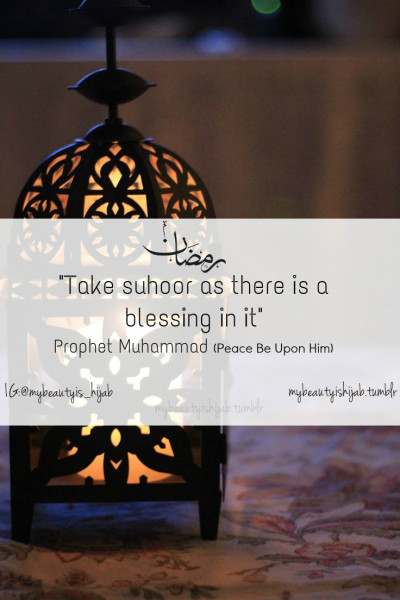 رمضان
"Take suhoor as there is a
blessing in it"
Prophet Muhammad (Peace Be Upon Him)
IG:@mybeautyis_hijab
mybeautyishijab.tumblr
mybeautyishijab.tumblr